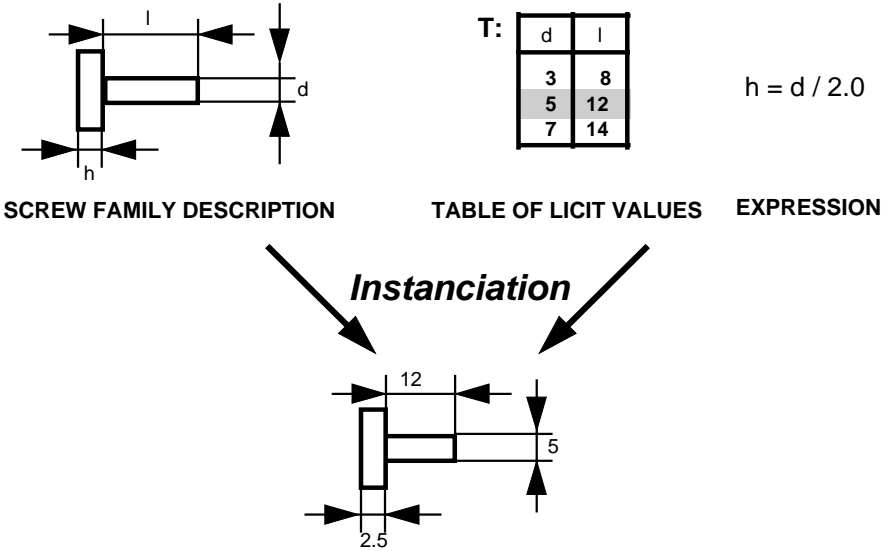 l
d
h
T:
d l
3 8
5 12
7 14
h = d / 2.0
SCREW FAMILY DESCRIPTION
TABLE OF LICIT VALUES
EXPRESSION
Instanciation
12
5
2.5